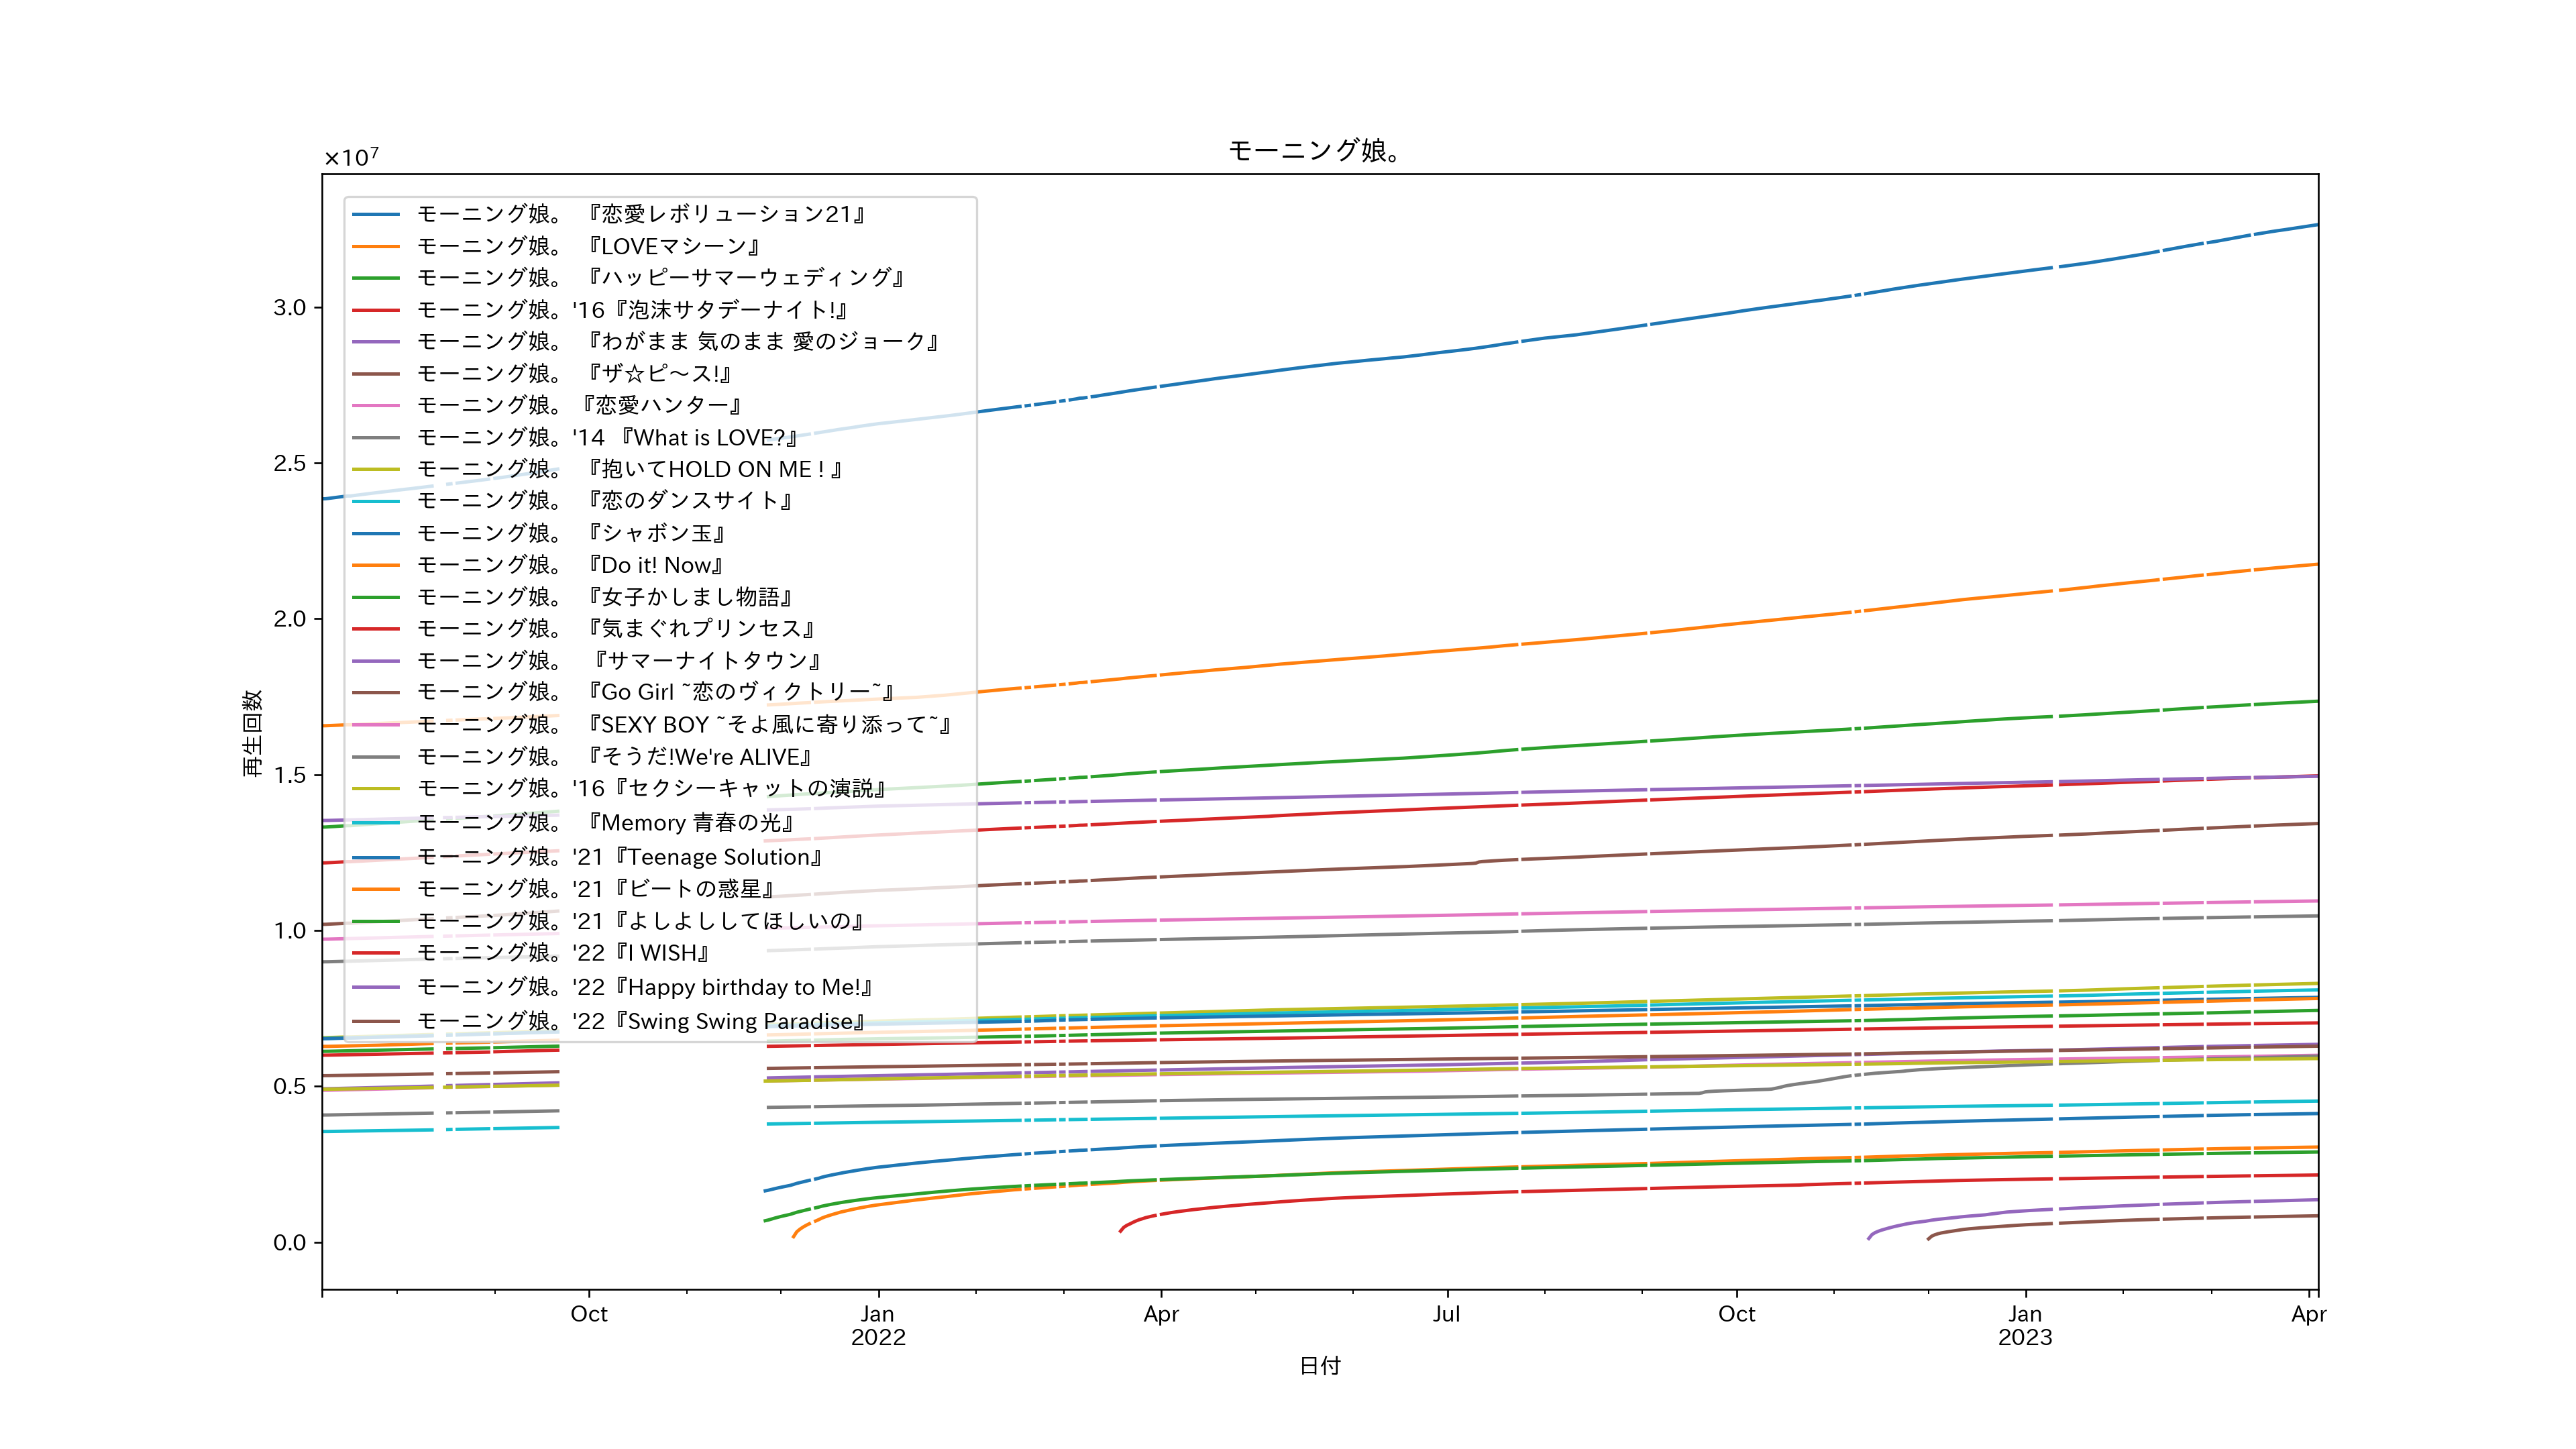 モーニング娘。
×10⁷
モーニング娘。 『恋愛レボリューション21』
モーニング娘。 『LOVEマシーン』
モーニング娘。 『ハッピーサマーウェディング』
モーニング娘。'16『泡沫サタデーナイト!』
モーニング娘。 『わがまま 気のまま 愛のジョーク』
モーニング娘。 『ザ☆ピ〜ス!』
モーニング娘。『恋愛ハンター』
モーニング娘。'14 『What is LOVE?』
モーニング娘。 『抱いてHOLD ON ME ! 』
モーニング娘。 『恋のダンスサイト』
モーニング娘。 『シャボン玉』
モーニング娘。 『Do it! Now』
モーニング娘。 『女子かしまし物語』
モーニング娘。 『気まぐれプリンセス』
モーニング娘。　『サマーナイトタウン』
モーニング娘。 『Go Girl ~恋のヴィクトリー~』
モーニング娘。 『SEXY BOY ~そよ風に寄り添って~』
モーニング娘。 『そうだ!We're ALIVE』
モーニング娘。'16『セクシーキャットの演説』
モーニング娘。 『Memory 青春の光』
モーニング娘。'21『Teenage Solution』
モーニング娘。'21『ビートの惑星』
モーニング娘。'21『よしよししてほしいの』
モーニング娘。'22『I WISH』
モーニング娘。'22『Happy birthday to Me!』
モーニング娘。'22『Swing Swing Paradise』
再生回数
3.0
2.5
2.0
1.5
1.0
0.5
0.0
Oct Jan Apr Jul Oct Jan Apr
2022 2023
日付